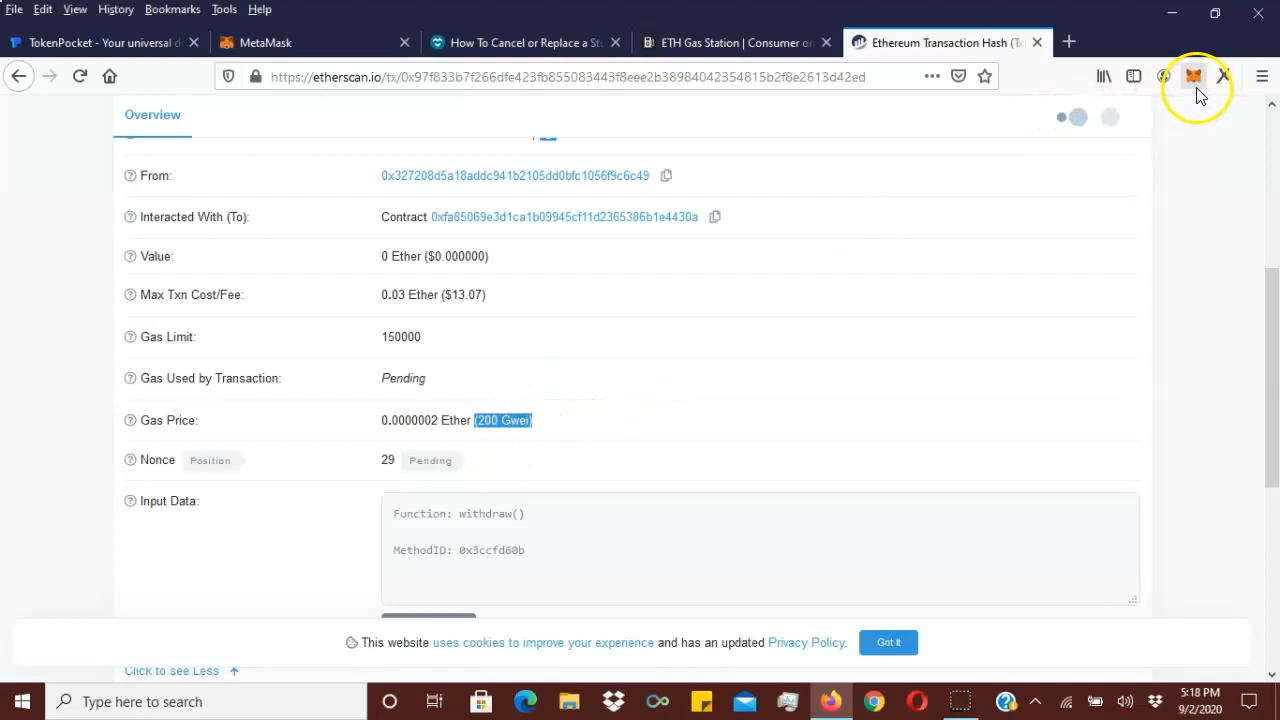 File Edit View History Bookmarks Tools Help
TokenPocket - Your universal d
MetaMask
How To Cancel or Replace a St
ETH Gas Station | Consumer or
Ethereum Transaction Hash (Tx
https://etherscan.io/tx/0x97f833b7f266dfe423fb855083443f8eee2b38984042354815b2f8e2613d42ed
Overview
From: 0x327208d5a18addc941b2105dd0bfc1056f9c6c49
Interacted With (To): Contract 0xfa85069e3d1ca1b09945cf11d2365386b1e4430a
Value: 0 Ether ($0.000000)
Max Txn Cost/Fee: 0.03 Ether ($13.07)
Gas Limit: 150000
Gas Used by Transaction: Pending
Gas Price: 0.0000002 Ether (200 Gwei)
Nonce Position 29 Pending
Input Data:
Function: withdraw()
MethodID: 0x3ccfd60b
This website uses cookies to improve your experience and has an updated Privacy Policy.
Got It
Click to see Less
Type here to search
5:18 PM
9/2/2020